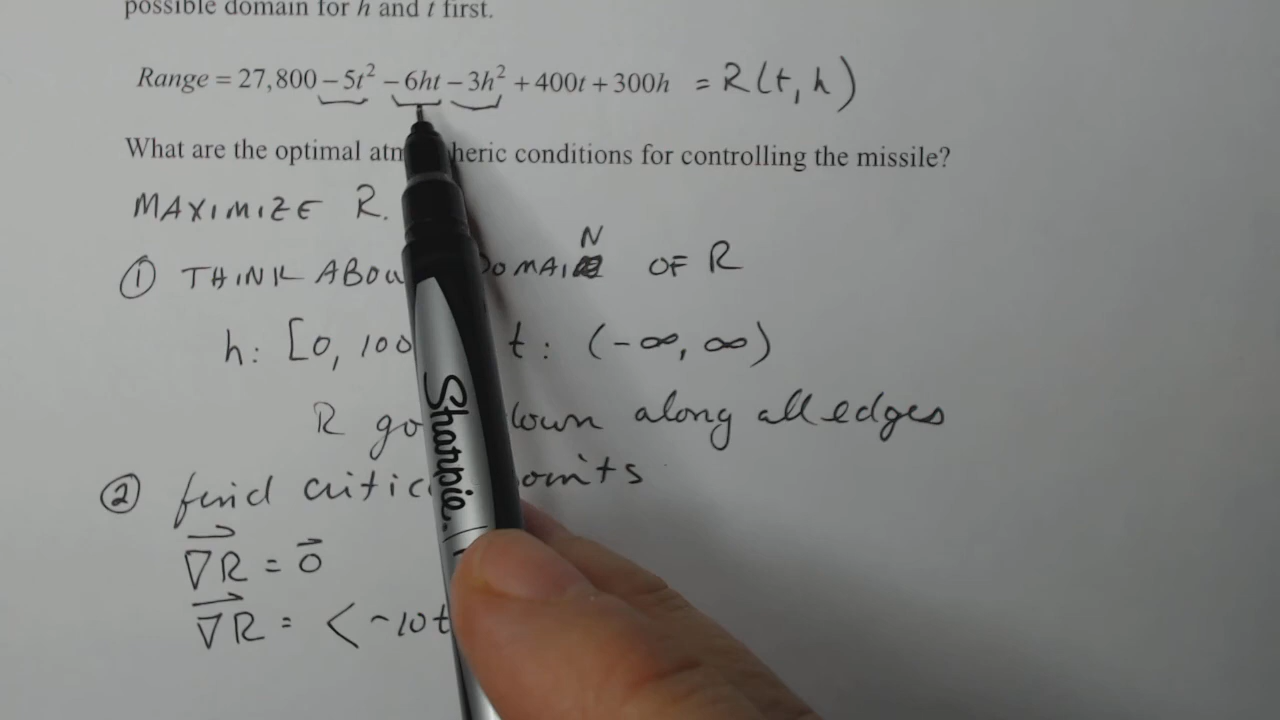 possible domain for h and t first.
Range = 27,800 − 5t² − 6ht − 3h² + 400t + 300h = R(t, h)
What are the optimal atm heric conditions for controlling the missile?
MAXIMIZE R.
① THINK ABOU DOMAIN OF R
h: [0, 100 t: (-∞, ∞)
R go down along all edges
② find critic oints
∇R = 0
∇R = < -10t
Sharpie.